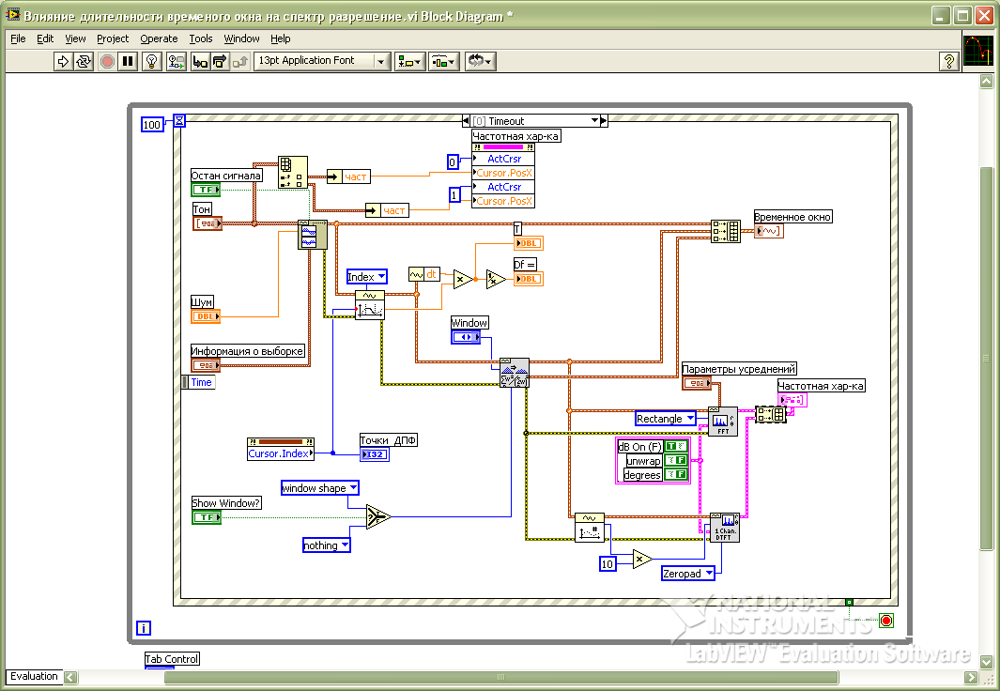 Влияние длительности временого окна на спектр разрешение.vi Block Diagram *
File Edit View Project Operate Tools Window Help
13pt Application Font
100
[0] Timeout
Частотная хар-ка
0
ActCrsr
Cursor.PosX
1
ActCrsr
Cursor.PosX
част
част
Остан сигнала
TF
Тон
Временное окно
T
DBL
Df =
DBL
Index
dt
Шум
DBL
Window
Информация о выборке
Time
Параметры усреднений
Частотная хар-ка
Rectangle
FFT
Точки ДПФ
Cursor.Index
I32
dB On (F)
T
unwrap
F
degrees
F
window shape
Show Window?
TF
nothing
1 Chan.
DTFT
10
Zeropad
i
NATIONAL
INSTRUMENTS
LabVIEW™ Evaluation Software
Tab Control
Evaluation